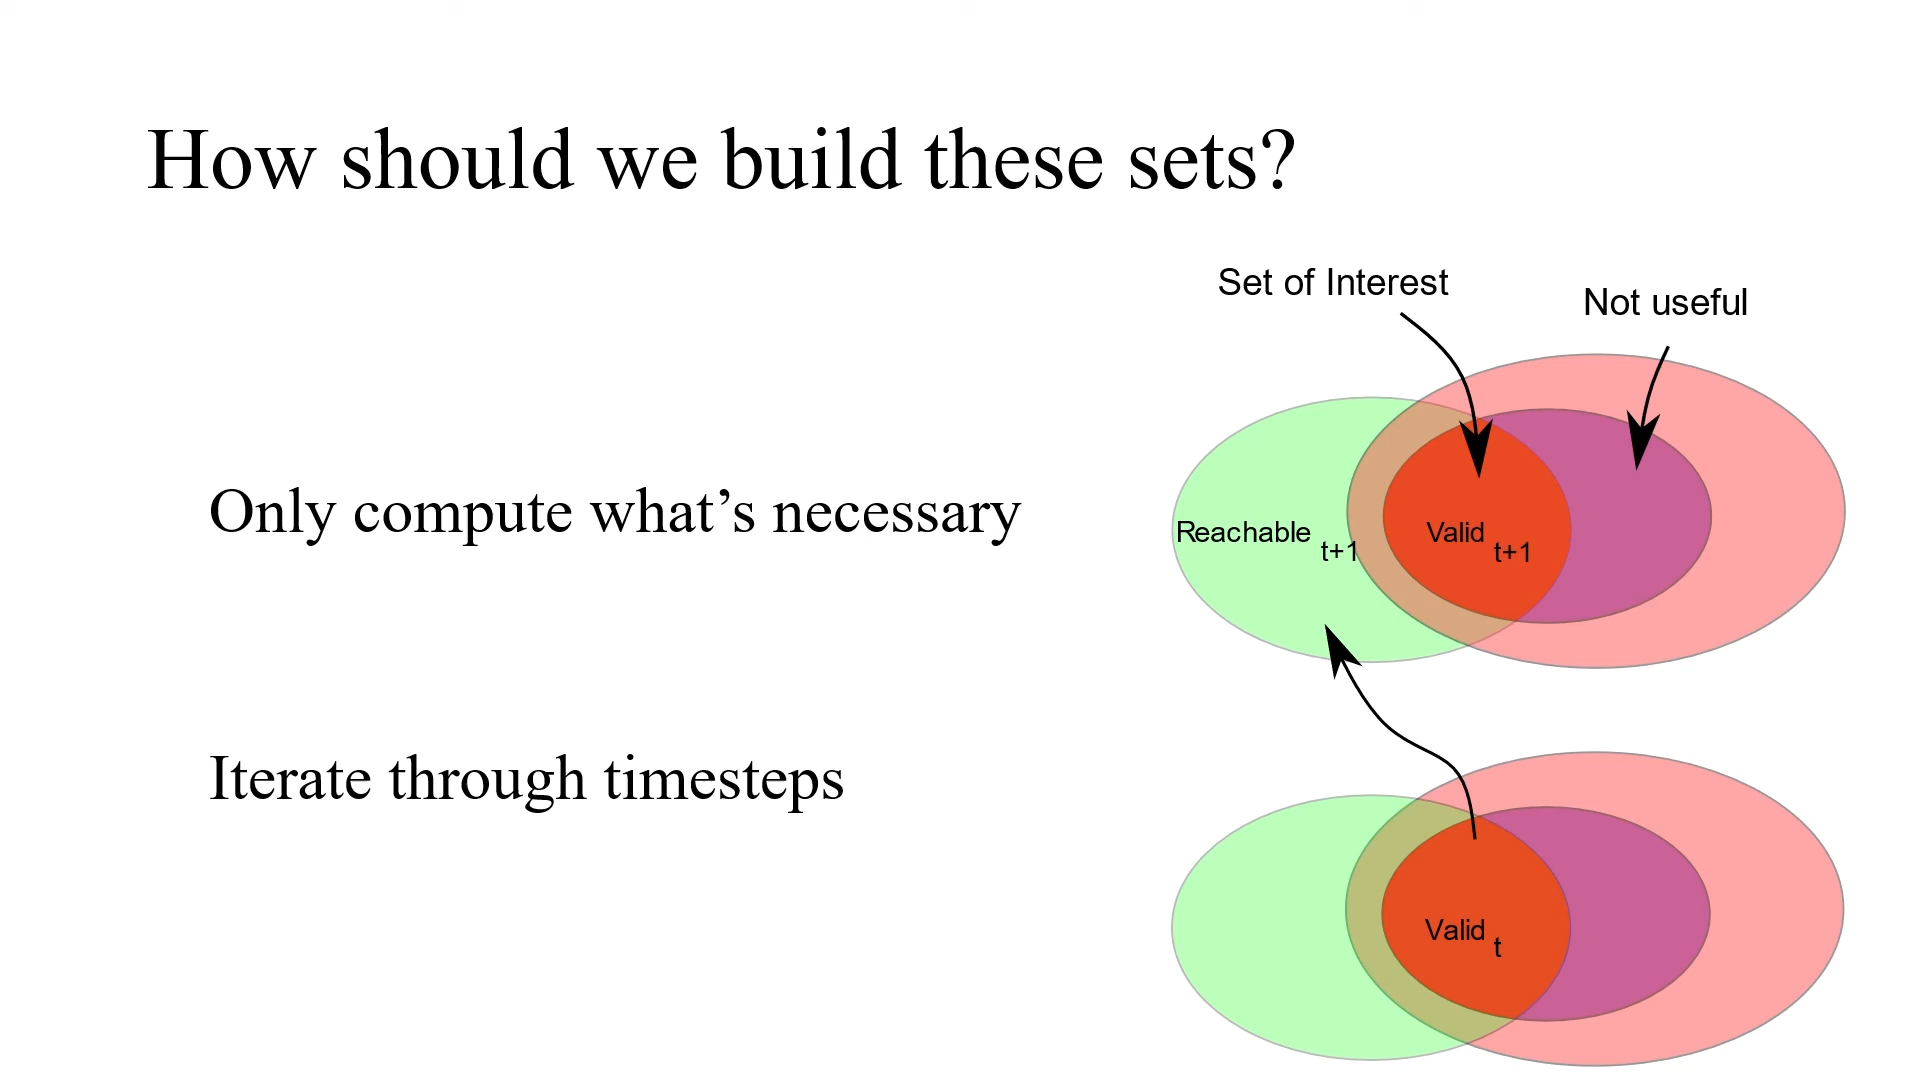 How should we build these sets?
Set of Interest
Not useful
Only compute what’s necessary
Reachable t+1
Valid t+1
Iterate through timesteps
Valid t